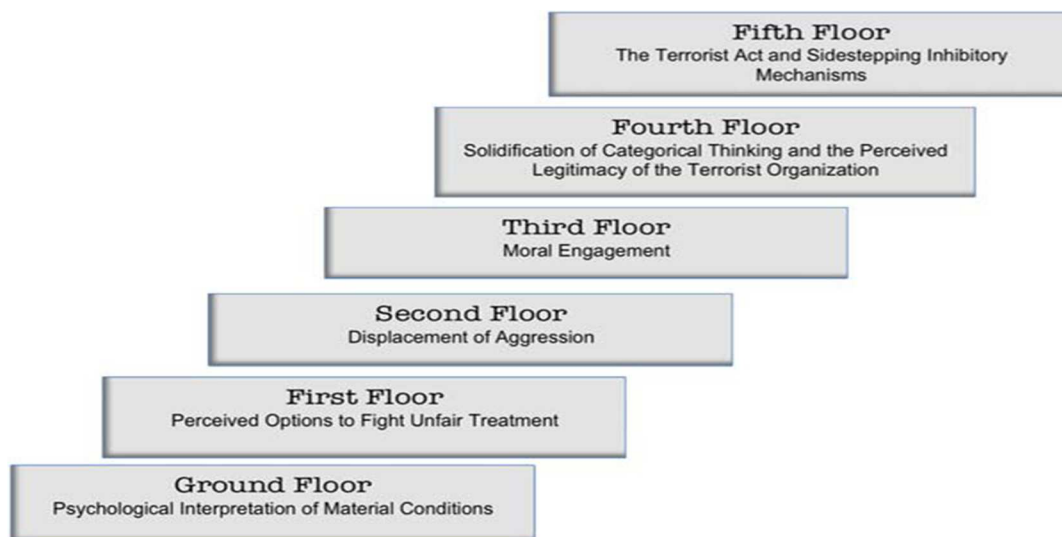 Fifth Floor
The Terrorist Act and Sidestepping Inhibitory
Mechanisms
Fourth Floor
Solidification of Categorical Thinking and the Perceived
Legitimacy of the Terrorist Organization
Third Floor
Moral Engagement
Second Floor
Displacement of Aggression
First Floor
Perceived Options to Fight Unfair Treatment
Ground Floor
Psychological Interpretation of Material Conditions